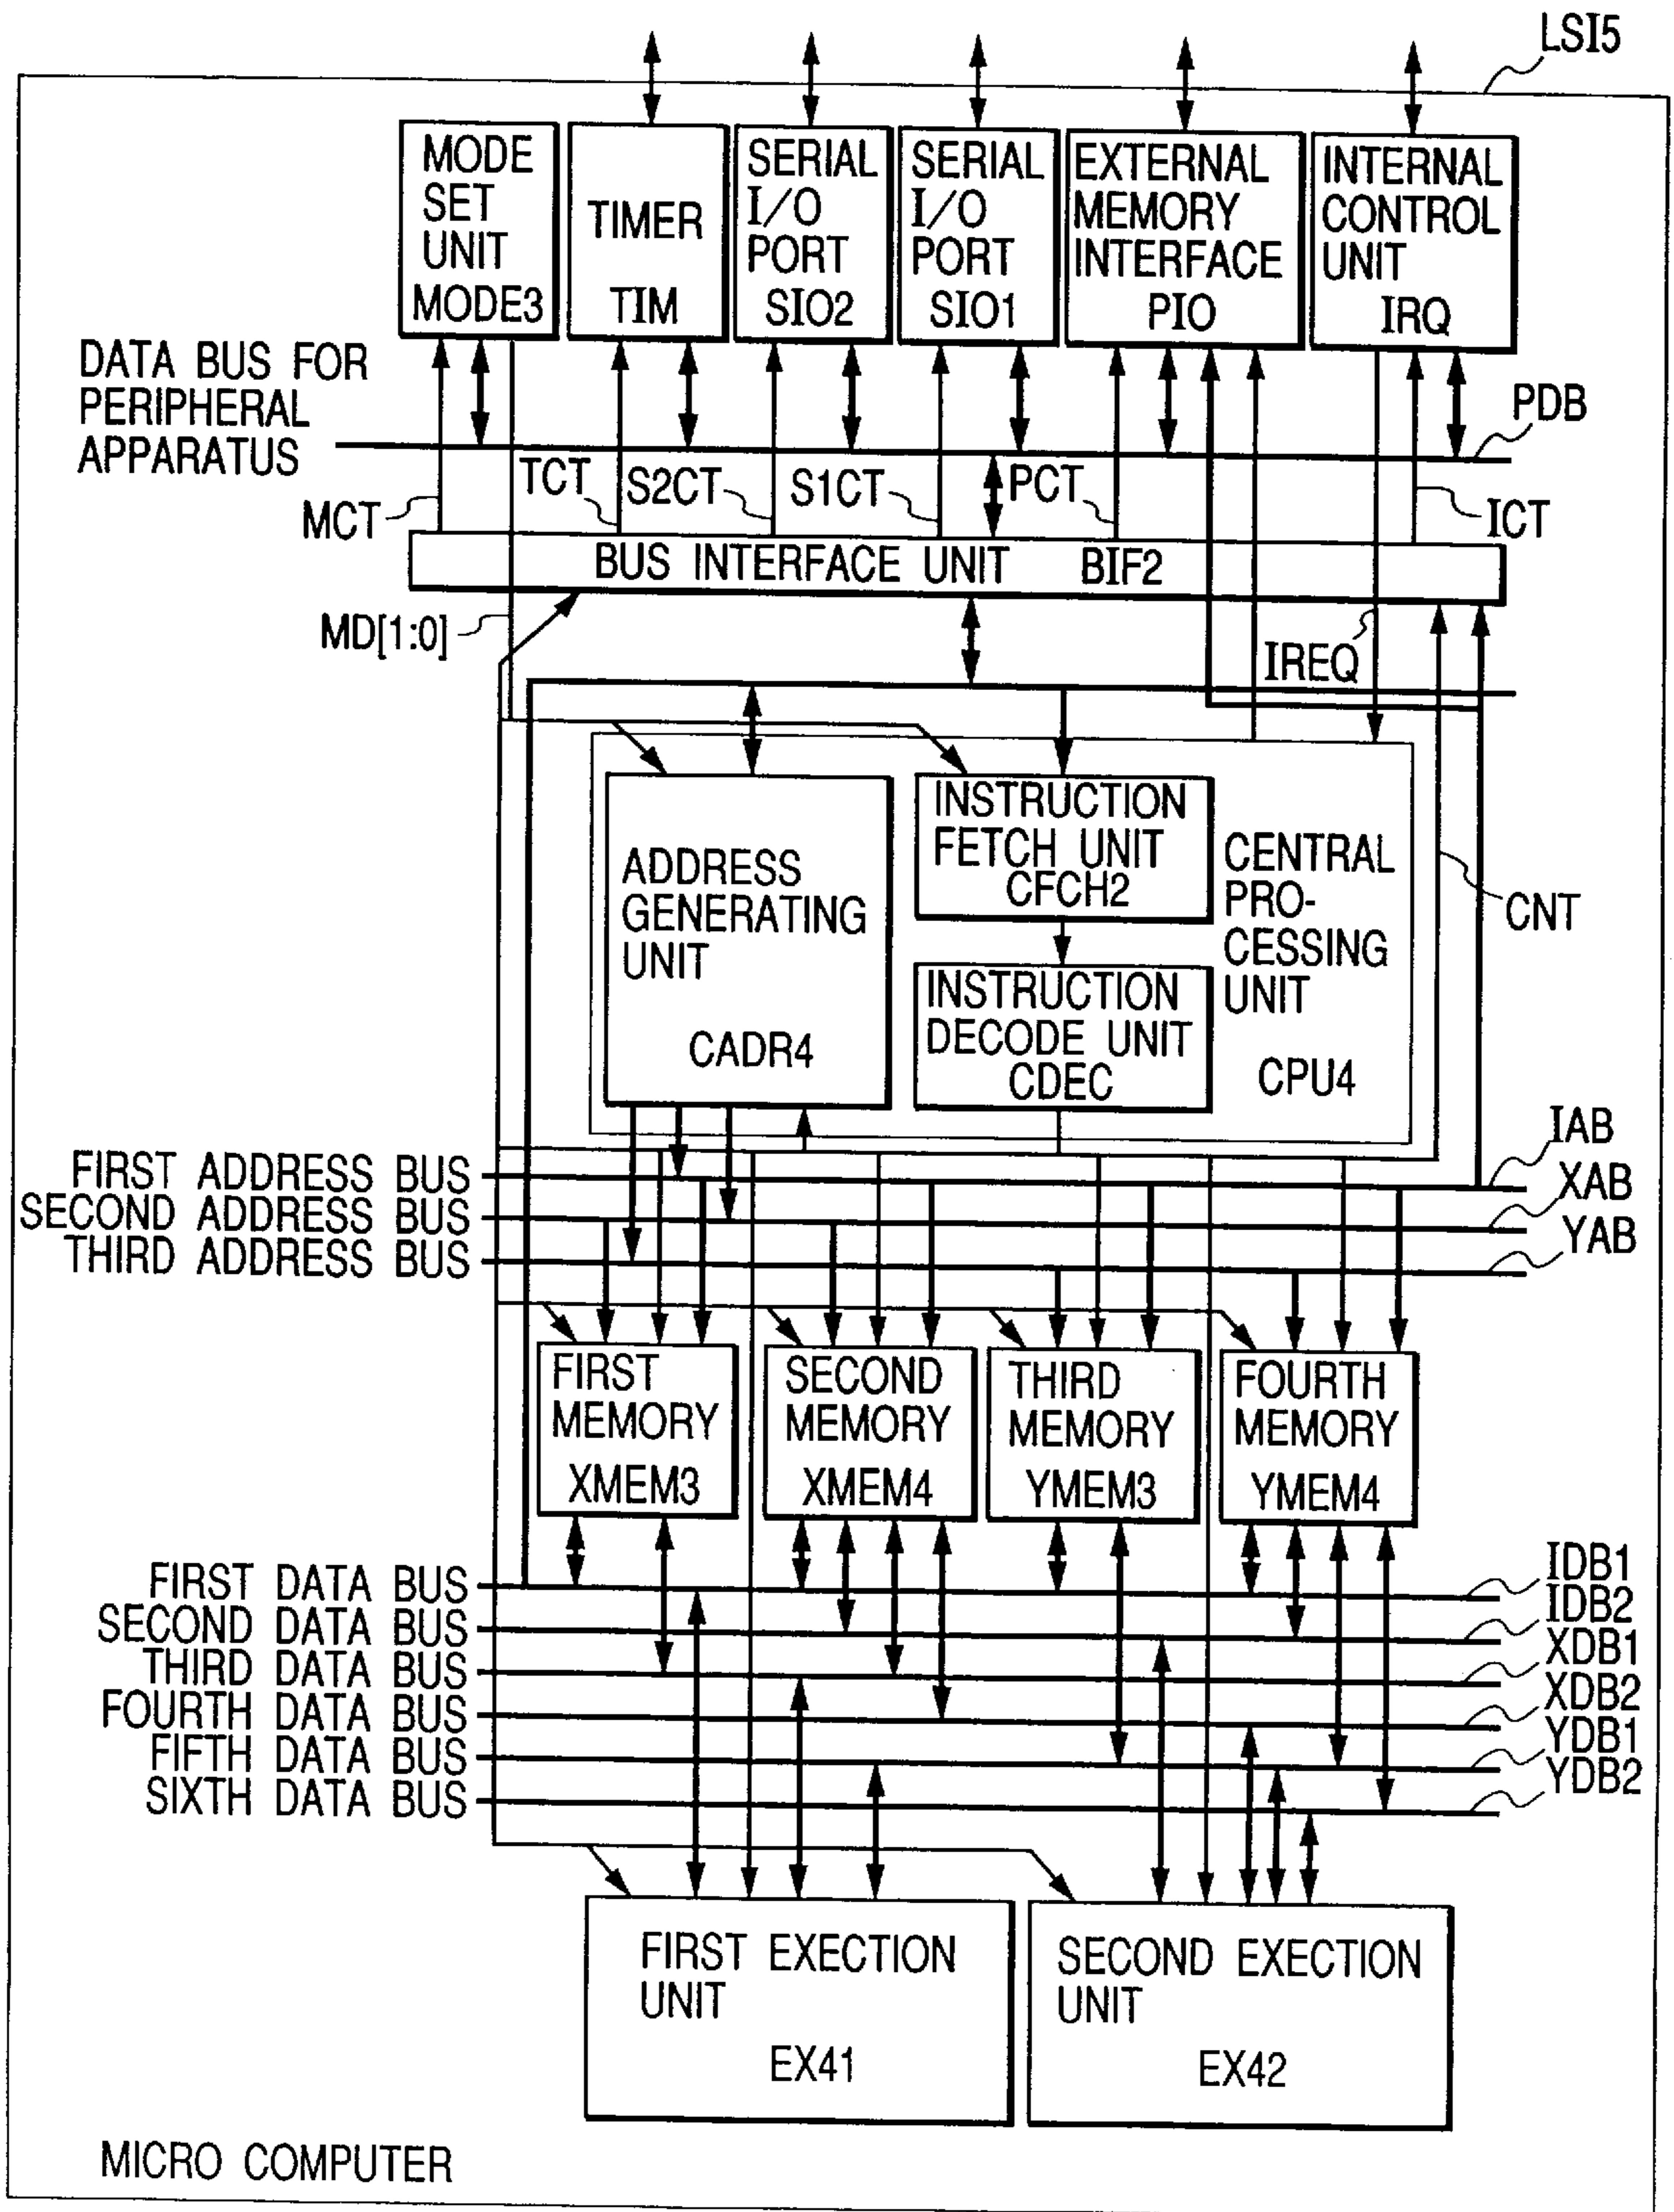 LSI5
MODE
SET
UNIT
MODE3
TIMER
TIM
SERIAL
I/O
PORT
SIO2
SERIAL
I/O
PORT
SIO1
EXTERNAL
MEMORY
INTERFACE
PIO
INTERNAL
CONTROL
UNIT
IRQ
DATA BUS FOR
PERIPHERAL
APPARATUS
PDB
MCT
TCT
S2CT
S1CT
PCT
ICT
BUS INTERFACE UNIT BIF2
MD[1:0]
IREQ
ADDRESS
GENERATING
UNIT
CADR4
INSTRUCTION
FETCH UNIT
CFCH2
INSTRUCTION
DECODE UNIT
CDEC
CENTRAL
PRO-
CESSING
UNIT
CPU4
CNT
FIRST ADDRESS BUS
SECOND ADDRESS BUS
THIRD ADDRESS BUS
IAB
XAB
YAB
FIRST
MEMORY
XMEM3
SECOND
MEMORY
XMEM4
THIRD
MEMORY
YMEM3
FOURTH
MEMORY
YMEM4
FIRST DATA BUS
SECOND DATA BUS
THIRD DATA BUS
FOURTH DATA BUS
FIFTH DATA BUS
SIXTH DATA BUS
IDB1
IDB2
XDB1
XDB2
YDB1
YDB2
FIRST EXECTION
UNIT
EX41
SECOND EXECTION
UNIT
EX42
MICRO COMPUTER